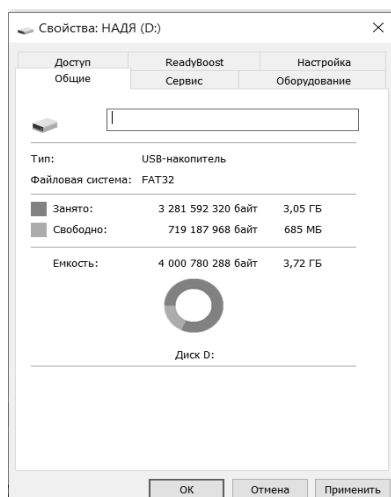 Свойства: НАДЯ (D:)
Доступ ReadyBoost Настройка
Общие Сервис Оборудование
Тип: USB-накопитель
Файловая система: FAT32
Занято: 3 281 592 320 байт 3,05 ГБ
Свободно: 719 187 968 байт 685 МБ
Емкость: 4 000 780 288 байт 3,72 ГБ
Диск D:
ОК Отмена Применить